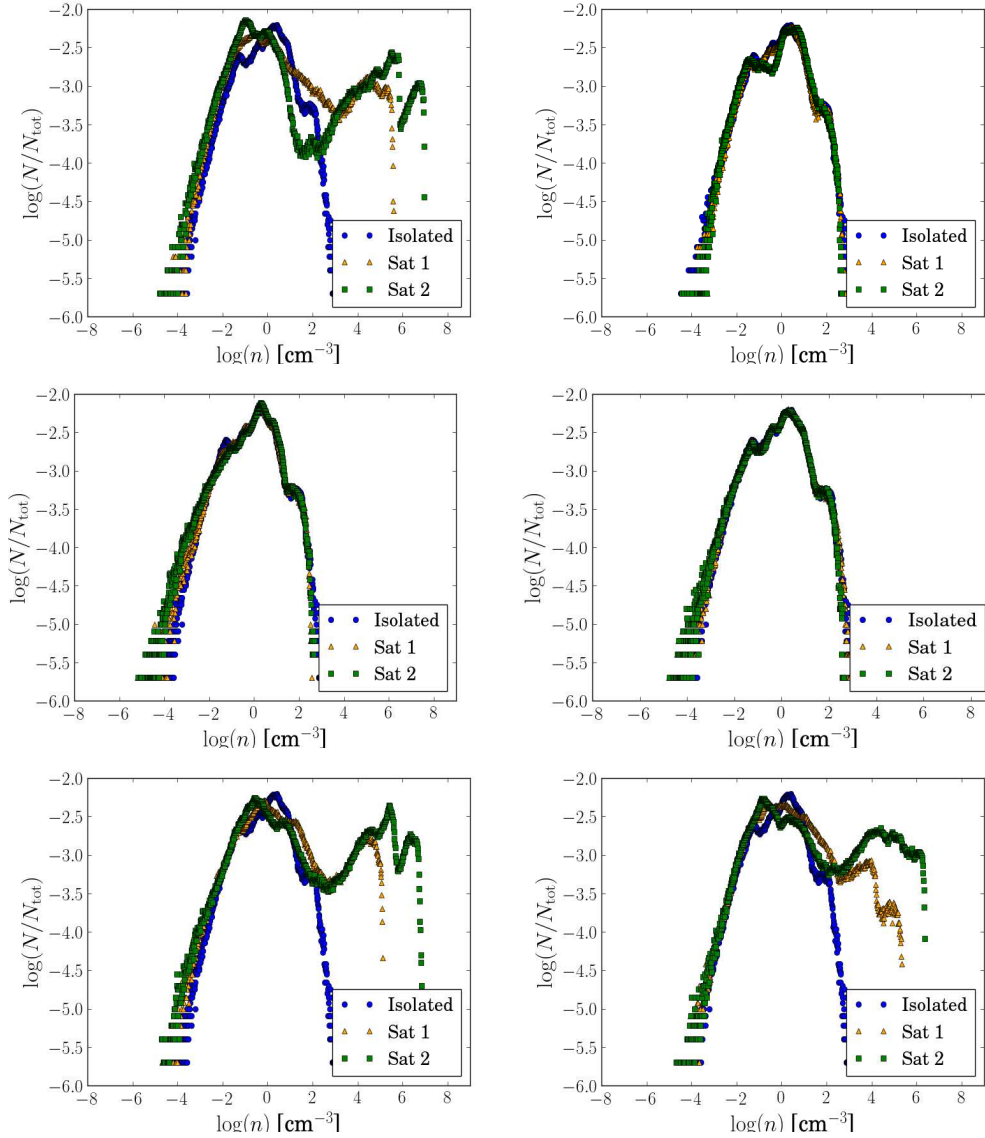 −2.0 −2.0
−2.5 −2.5
−3.0 −3.0
−3.5 −3.5
−4.0 −4.0
−4.5 −4.5
−5.0 −5.0
−5.5 −5.5
−6.0 −6.0
log(N/N_tot) log(N/N_tot)
Isolated Isolated
Sat 1 Sat 1
Sat 2 Sat 2
−8 −6 −4 −2 0 2 4 6 8 −8 −6 −4 −2 0 2 4 6 8
log(n) [cm⁻³] log(n) [cm⁻³]
−2.0 −2.0
−2.5 −2.5
−3.0 −3.0
−3.5 −3.5
−4.0 −4.0
−4.5 −4.5
−5.0 −5.0
−5.5 −5.5
−6.0 −6.0
log(N/N_tot) log(N/N_tot)
Isolated Isolated
Sat 1 Sat 1
Sat 2 Sat 2
−8 −6 −4 −2 0 2 4 6 8 −8 −6 −4 −2 0 2 4 6 8
log(n) [cm⁻³] log(n) [cm⁻³]
−2.0 −2.0
−2.5 −2.5
−3.0 −3.0
−3.5 −3.5
−4.0 −4.0
−4.5 −4.5
−5.0 −5.0
−5.5 −5.5
−6.0 −6.0
log(N/N_tot) log(N/N_tot)
Isolated Isolated
Sat 1 Sat 1
Sat 2 Sat 2
−8 −6 −4 −2 0 2 4 6 8 −8 −6 −4 −2 0 2 4 6 8
log(n) [cm⁻³] log(n) [cm⁻³]